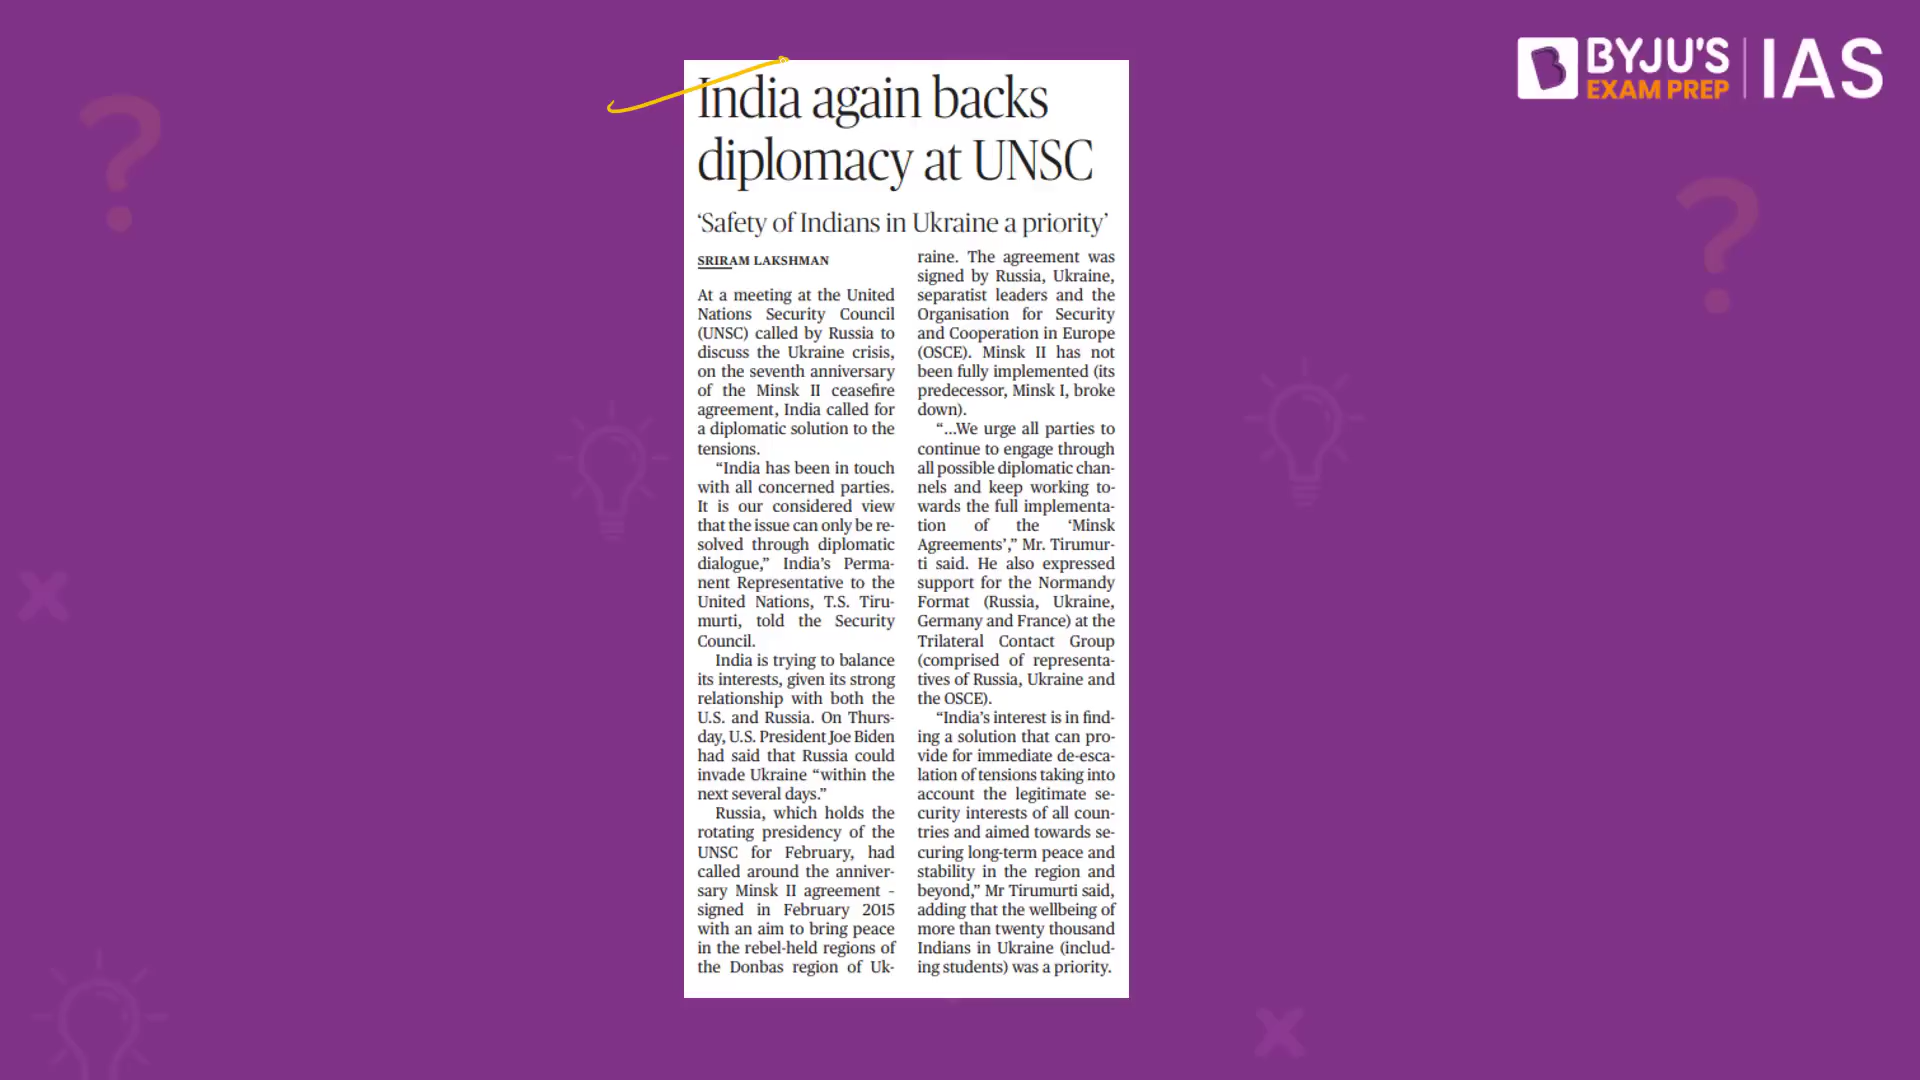 BYJU'S
EXAM PREP
IAS
India again backs
diplomacy at UNSC
‘Safety of Indians in Ukraine a priority’
SRIRAM LAKSHMAN
At a meeting at the United
Nations Security Council
(UNSC) called by Russia to
discuss the Ukraine crisis,
on the seventh anniversary
of the Minsk II ceasefire
agreement, India called for
a diplomatic solution to the
tensions.
“India has been in touch
with all concerned parties.
It is our considered view
that the issue can only be re-
solved through diplomatic
dialogue,” India’s Perma-
nent Representative to the
United Nations, T.S. Tiru-
murti, told the Security
Council.
India is trying to balance
its interests, given its strong
relationship with both the
U.S. and Russia. On Thurs-
day, U.S. President Joe Biden
had said that Russia could
invade Ukraine “within the
next several days.”
Russia, which holds the
rotating presidency of the
UNSC for February, had
called around the anniver-
sary Minsk II agreement -
signed in February 2015
with an aim to bring peace
in the rebel-held regions of
the Donbas region of Uk-
raine. The agreement was
signed by Russia, Ukraine,
separatist leaders and the
Organisation for Security
and Cooperation in Europe
(OSCE). Minsk II has not
been fully implemented (its
predecessor, Minsk I, broke
down).
“...We urge all parties to
continue to engage through
all possible diplomatic chan-
nels and keep working to-
wards the full implementa-
tion of the ‘Minsk
Agreements’,” Mr. Tirumur-
ti said. He also expressed
support for the Normandy
Format (Russia, Ukraine,
Germany and France) at the
Trilateral Contact Group
(comprised of representa-
tives of Russia, Ukraine and
the OSCE).
“India’s interest is in find-
ing a solution that can pro-
vide for immediate de-esca-
lation of tensions taking into
account the legitimate se-
curity interests of all coun-
tries and aimed towards se-
curing long-term peace and
stability in the region and
beyond,” Mr Tirumurti said,
adding that the wellbeing of
more than twenty thousand
Indians in Ukraine (includ-
ing students) was a priority.